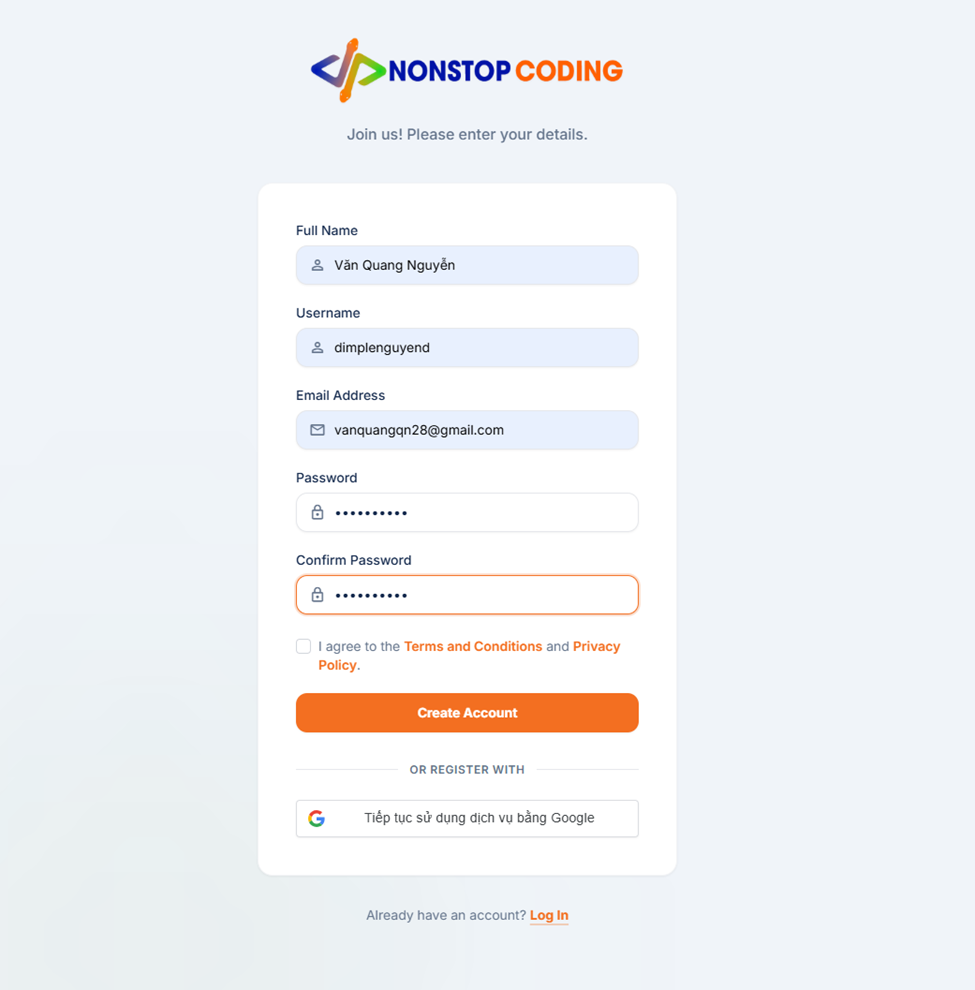 NONSTOP CODING
Join us! Please enter your details.
Full Name
Văn Quang Nguyễn
Username
dimplenguyend
Email Address
vanquangqn28@gmail.com
Password
••••••••••
Confirm Password
••••••••••
I agree to the Terms and Conditions and Privacy
Policy.
Create Account
OR REGISTER WITH
Tiếp tục sử dụng dịch vụ bằng Google
Already have an account? Log In